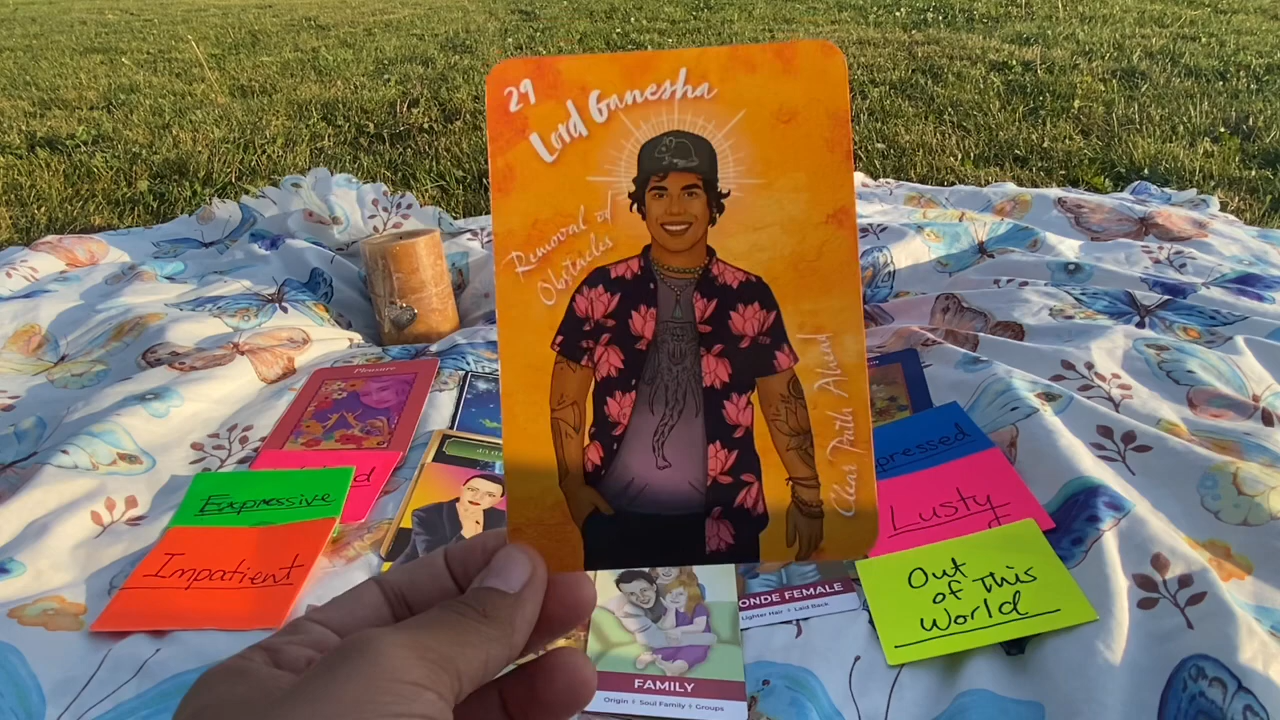 29
Lord Ganesha
Removal of
Obstacles
Clear Path Ahead
Pleasure
Expressive
Impatient
pressed
Lusty
Out
of This
World
ONDE FEMALE
Lighter Hair
Laid Back
FAMILY
Origin
Soul Family
Groups